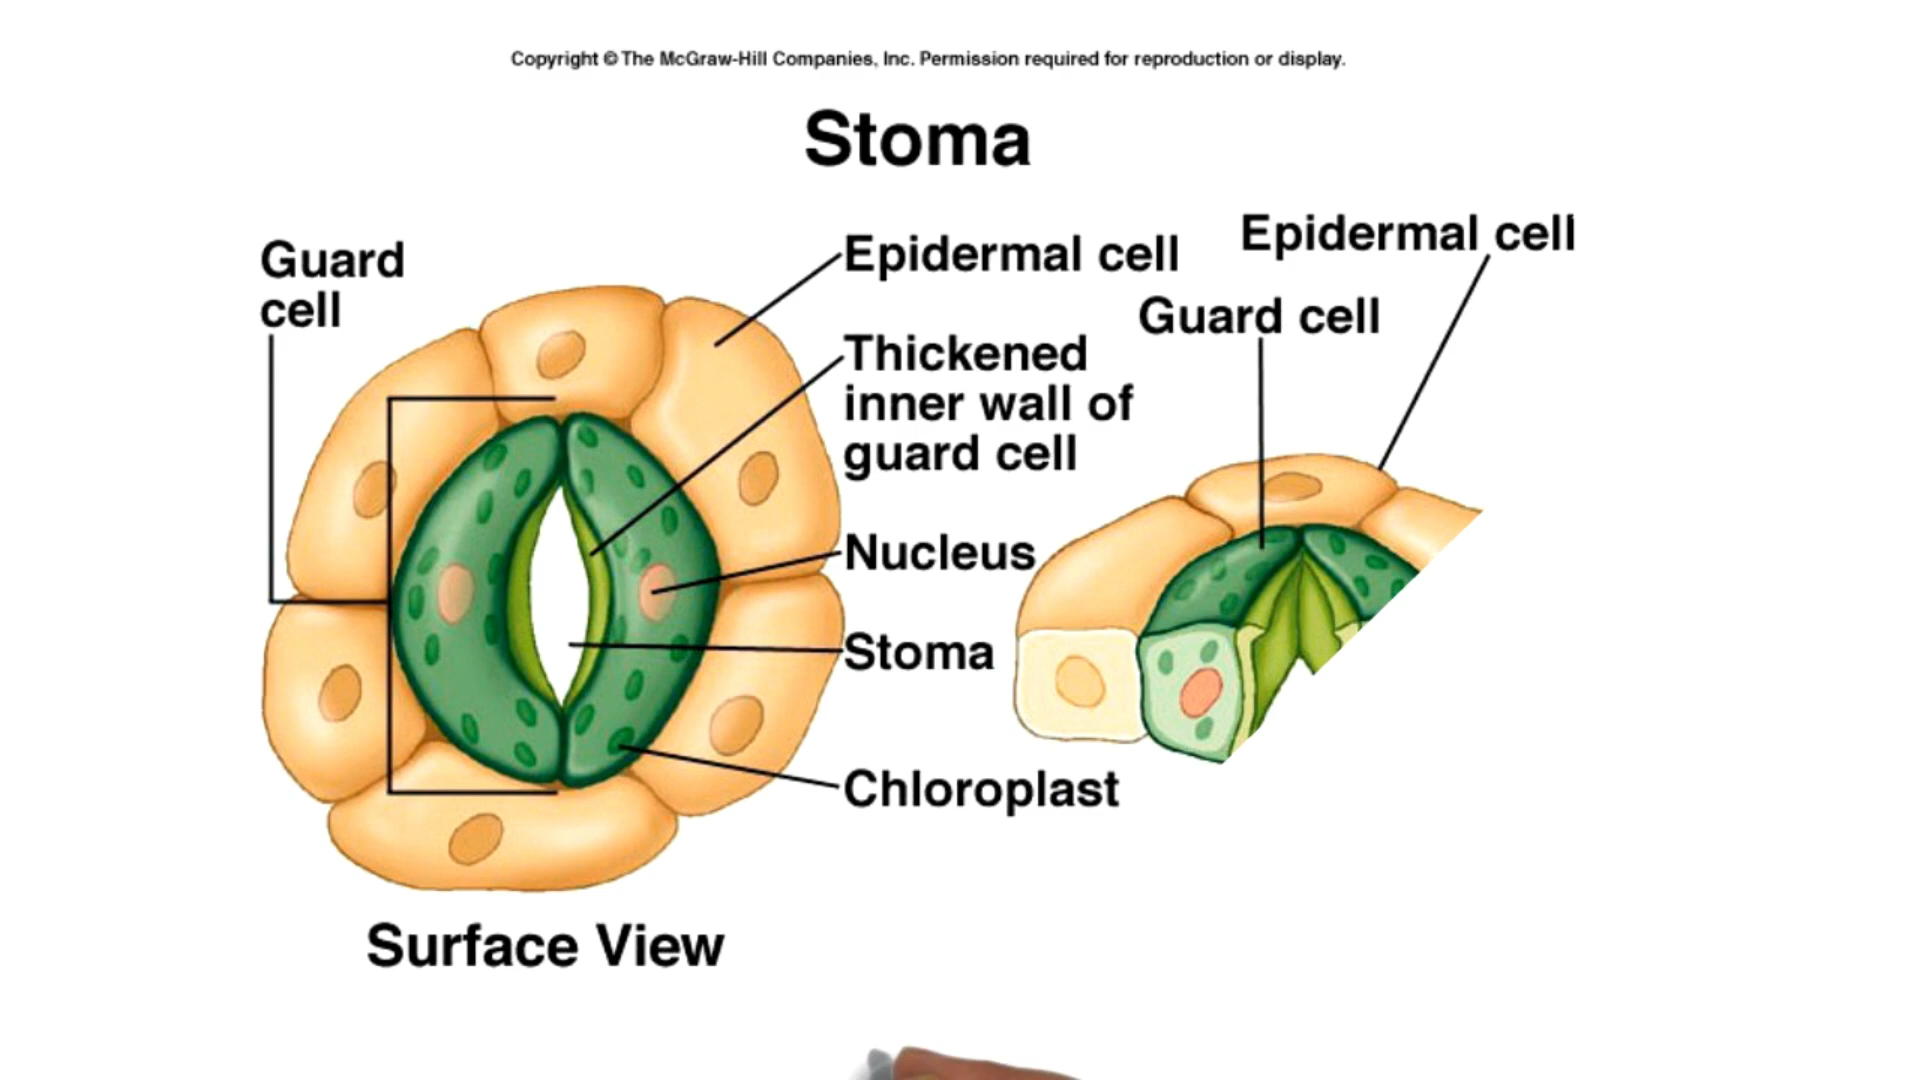 Copyright © The McGraw-Hill Companies, Inc. Permission required for reproduction or display.
Stoma
Guard
cell
Epidermal cell
Thickened
inner wall of
guard cell
Nucleus
Stoma
Chloroplast
Surface View
Epidermal cell
Guard cell